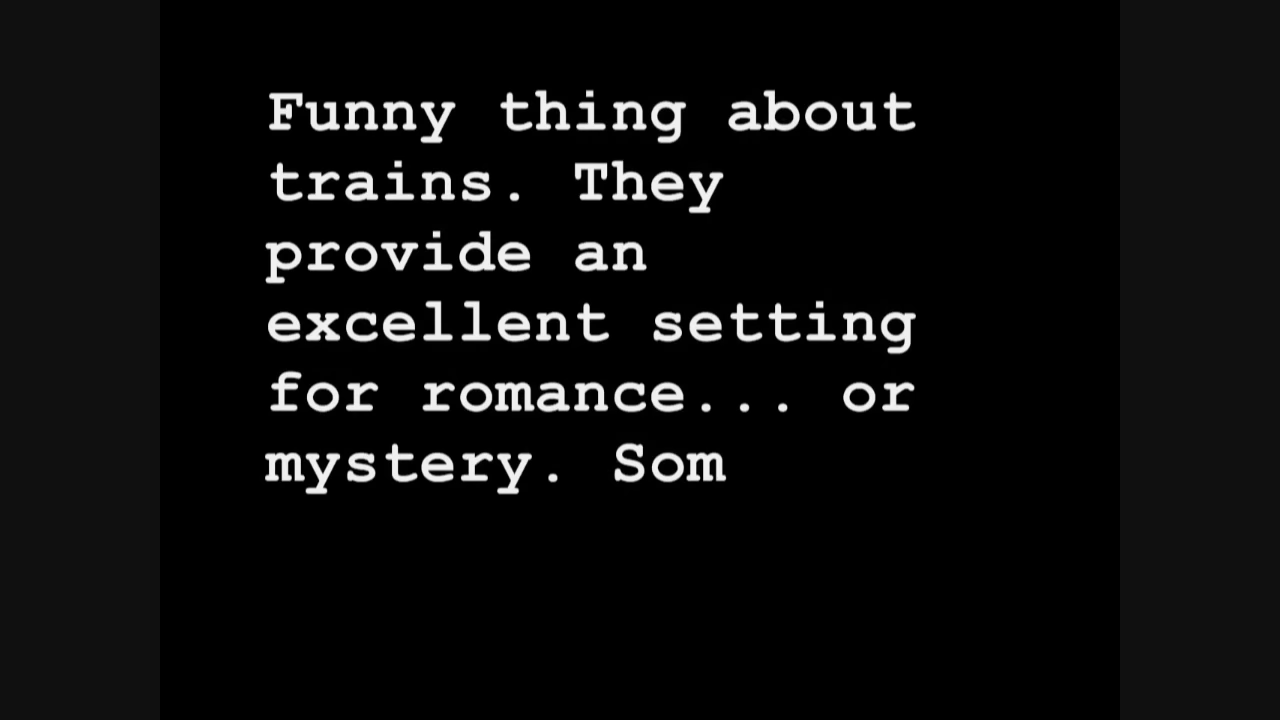 Funny thing about
trains. They
provide an
excellent setting
for romance... or
mystery. Som